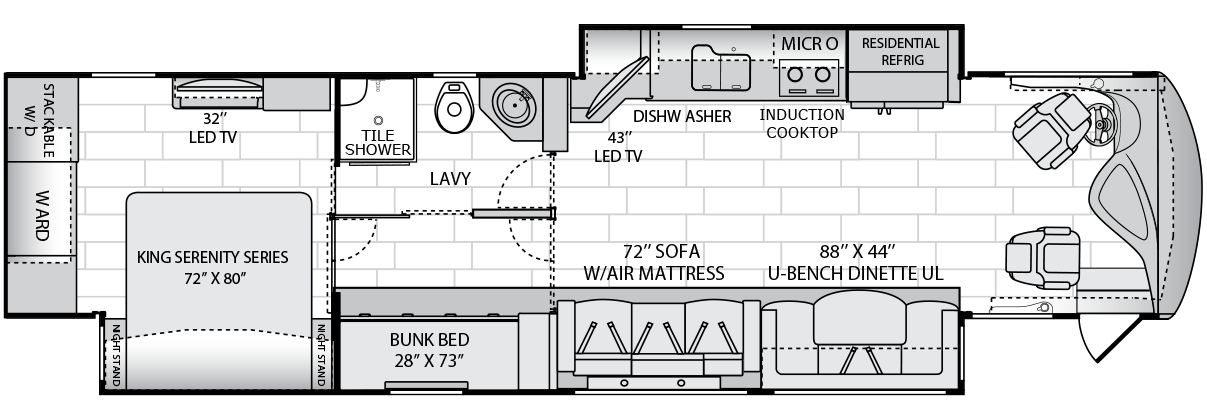 MICRO
RESIDENTIAL
REFRIG
STACKABLE
W/D
32”
LED TV
TILE
SHOWER
DISHW ASHER
INDUCTION
COOKTOP
43”
LED TV
LAVY
WARD
KING SERENITY SERIES
72” X 80”
72” SOFA
W/AIR MATTRESS
88” X 44”
U-BENCH DINETTE UL
NIGHT STAND
NIGHT STAND
BUNK BED
28” X 73”